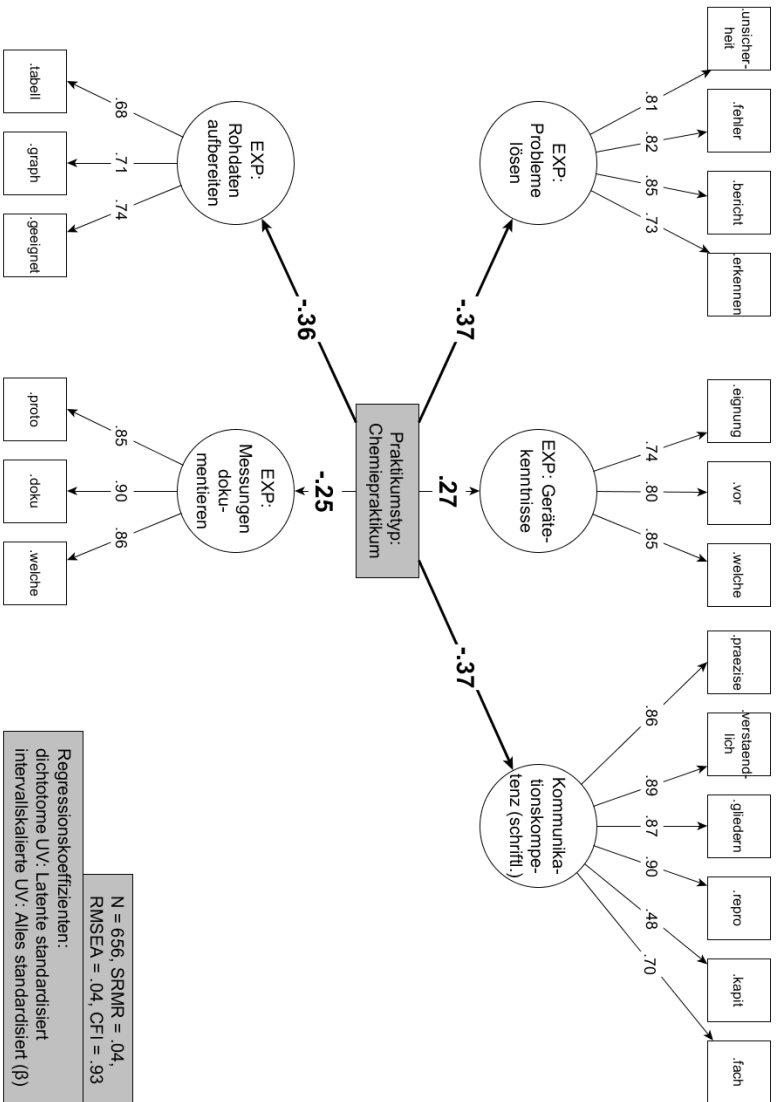 .unsicher-
heit
.fehler
.bericht
.erkennen
.eignung
.vor
.welche
.praezise
.verstaend-
lich
.gliedern
.repro
.kapit
.fach
.81
.82
.85
.73
.74
.80
.85
.86
.89
.87
.90
.48
.70
EXP:
Probleme
lösen
EXP: Geräte-
kenntnisse
Kommunika-
tionskompe-
tenz (schriftl.)
-.37
.27
-.37
Praktikumstyp:
Chemiepraktikum
-.36
-.25
EXP:
Rohdaten
aufbereiten
EXP:
Messungen
doku-
mentieren
.68
.71
.74
.85
.90
.86
.tabell
.graph
.geeignet
.proto
.doku
.welche
N = 656, SRMR = .04,
RMSEA = .04, CFI = .93
Regressionskoeffizienten:
dichtotome UV: Latente standardisiert
intervallskalierte UV: Alles standardisiert (β)